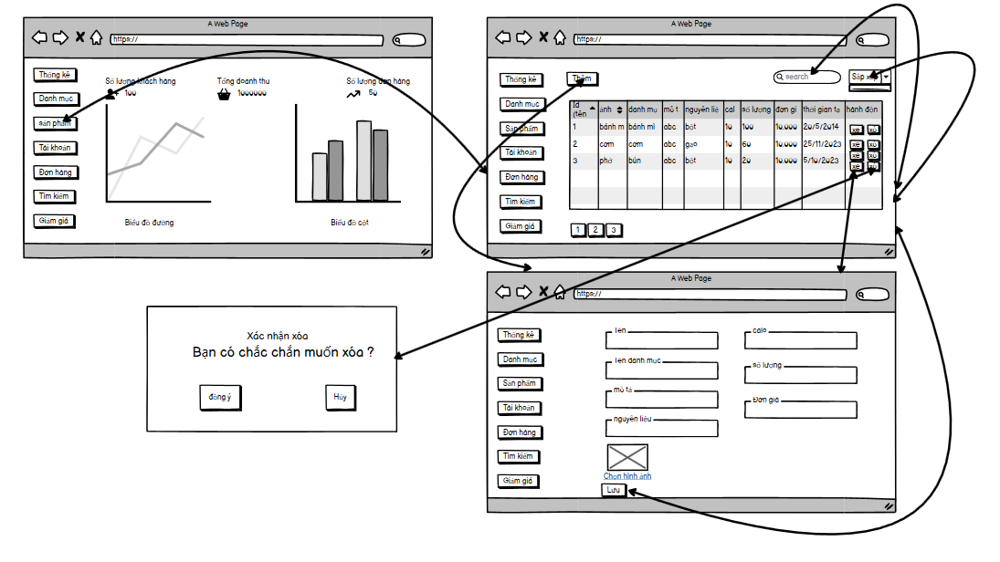 A Web Page
https://
Thống kê
Danh mục
sản phẩm
Tài khoản
Đơn hàng
Tìm kiếm
Giảm giá
Số lượng khách hàng
100
Tổng doanh thu
1000000
Số lượng đơn hàng
50
Biểu đồ đường
Biểu đồ cột
A Web Page
https://
Thống kê
Danh mục
Sản phẩm
Tài khoản
Đơn hàng
Tìm kiếm
Giảm giá
Thêm
search
Sắp xếp
Id (tên ảnh danh mụ mô t nguyên liệ cal số lượng đơn gi thời gian tạ hành độn
1 bánh m bánh mì abc bột 10 100 10.000 20/5/2014 xe xó
2 cơm cơm abc gạo 10 60 10.000 25/11/2023 xe xó
3 phở bún abc bột 10 20 10.000 5/10/2023 xe xó
xe xó
1 2 3
Xác nhận xóa
Bạn có chắc chắn muốn xóa ?
đồng ý
Hủy
A Web Page
https://
Thống kê
Danh mục
Sản phẩm
Tài khoản
Đơn hàng
Tìm kiếm
Giảm giá
Tên
Tên danh mục
mô tả
nguyên liệu
calo
số lượng
Đơn giá
Chọn hình ảnh
Lưu